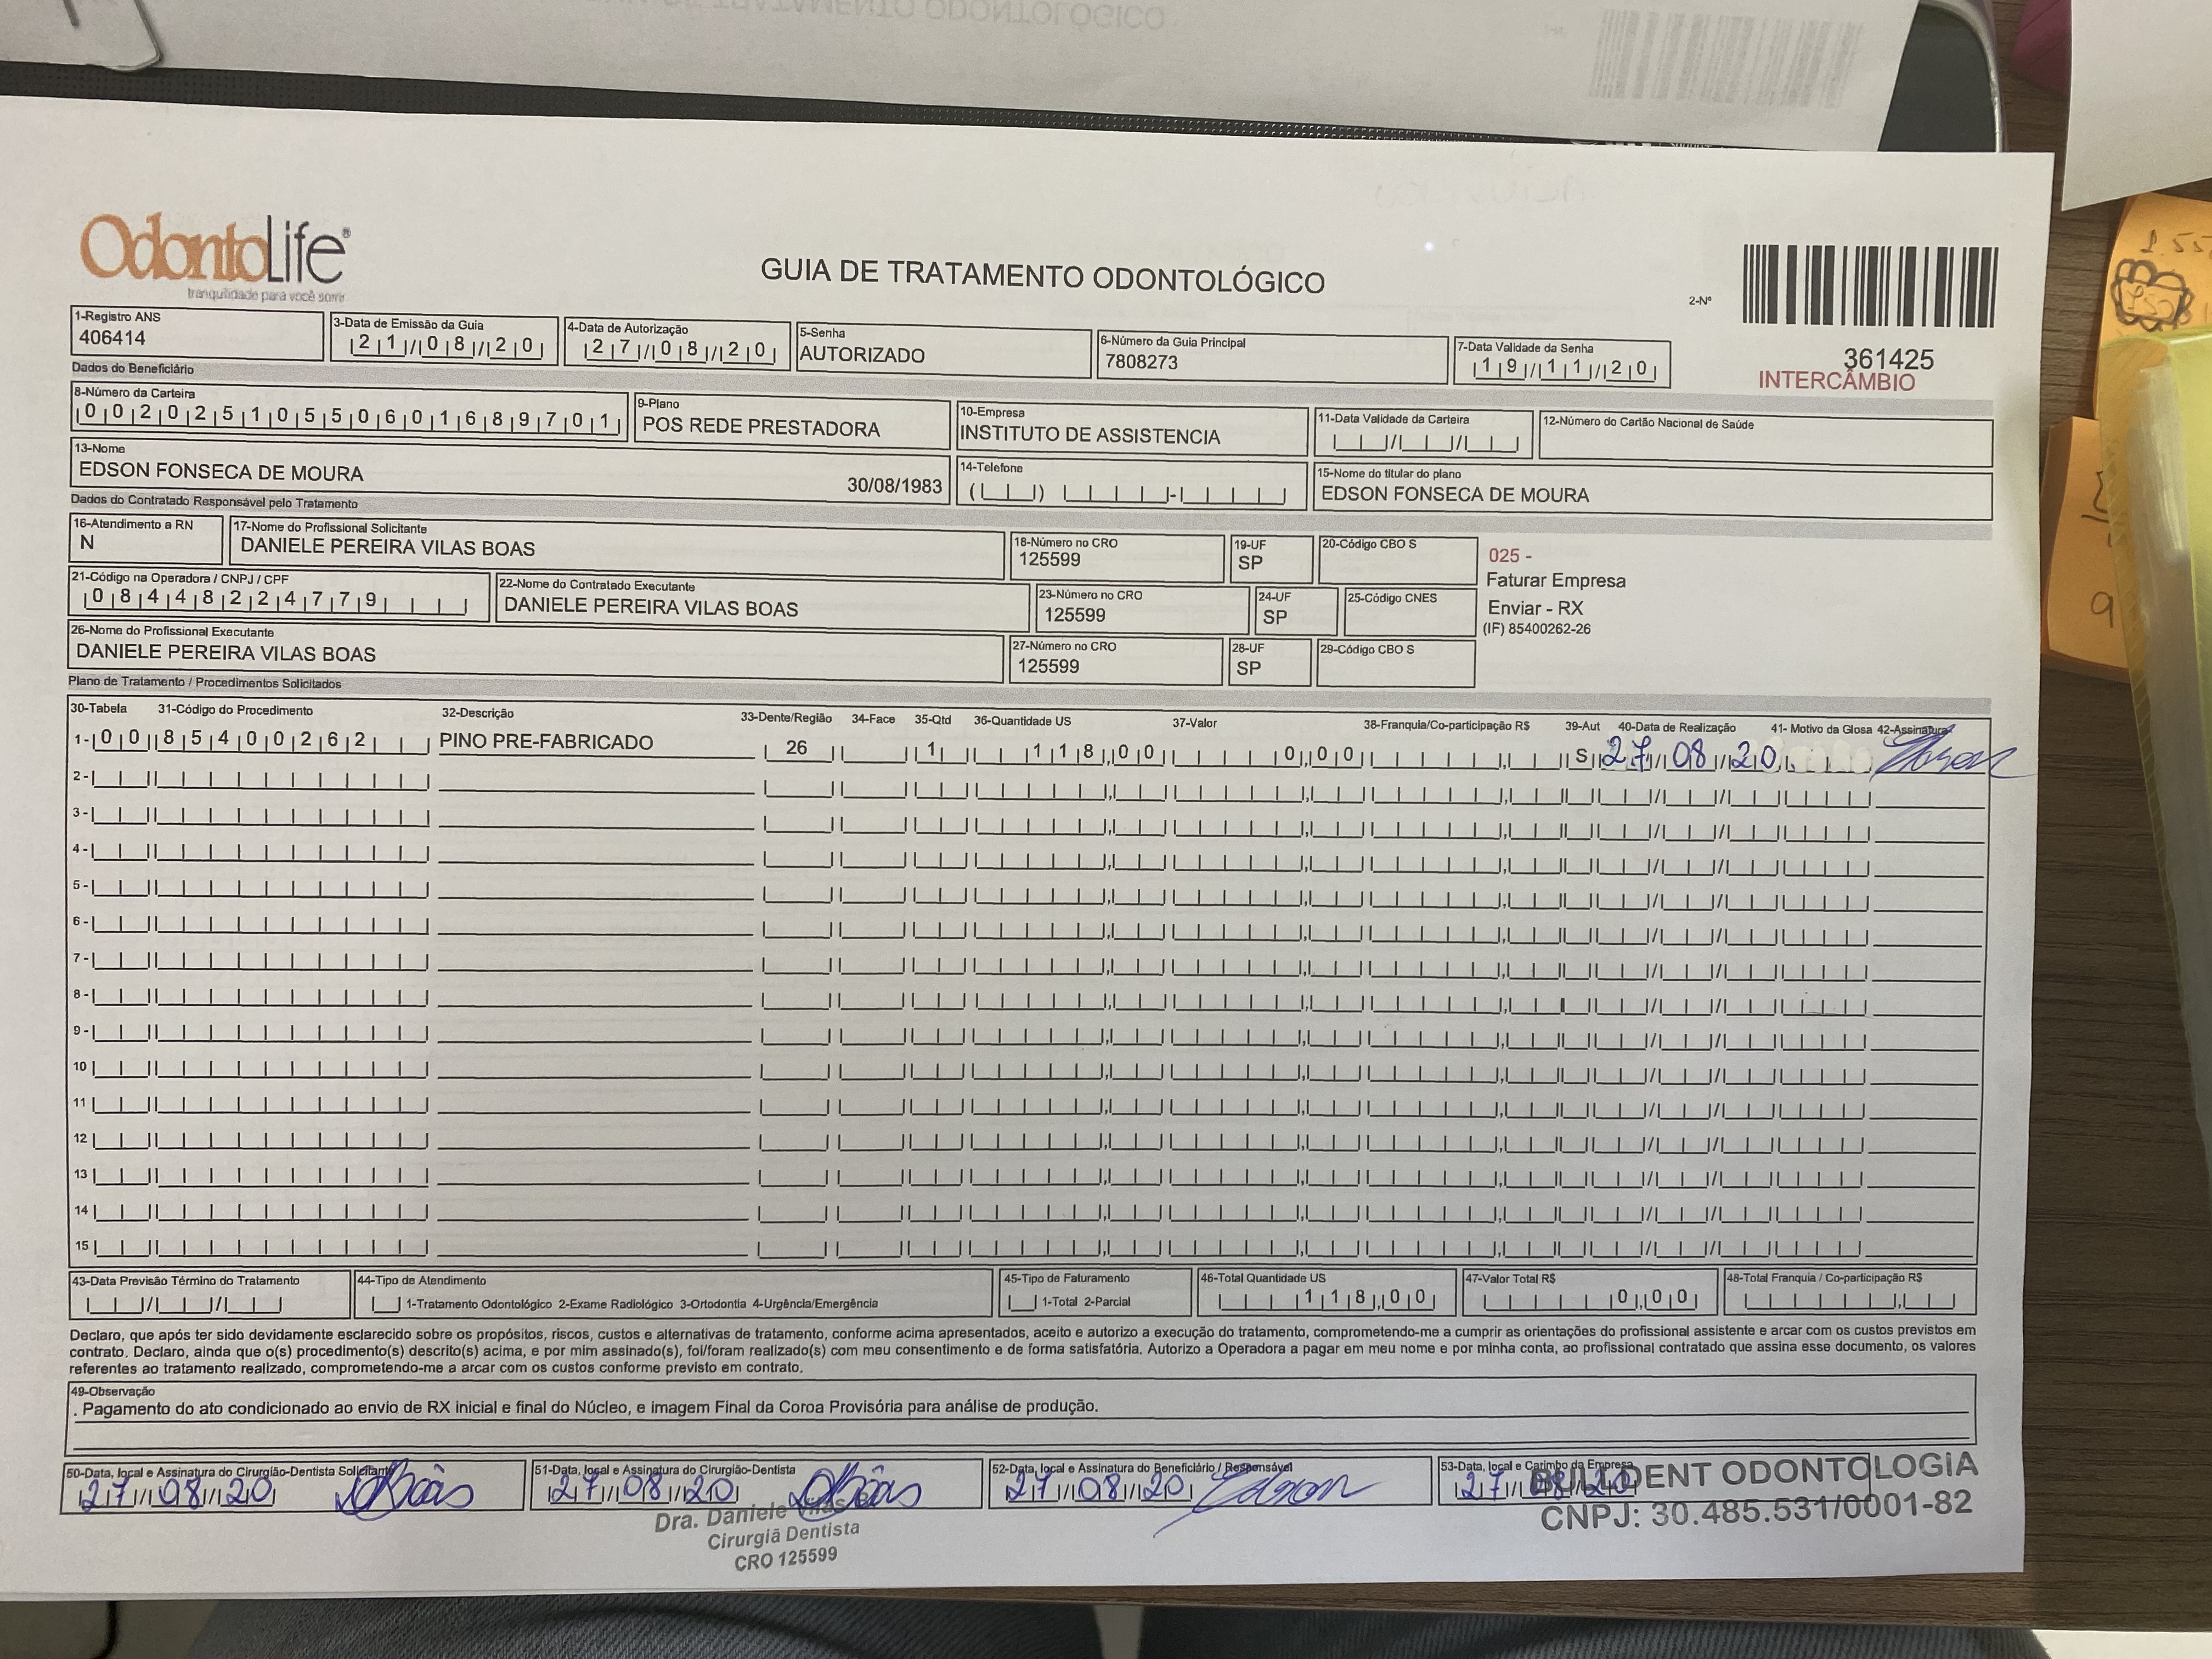 OdontoLife®
tranquilidade para você sorrir
GUIA DE TRATAMENTO ODONTOLÓGICO
2-Nº
361425
INTERCÂMBIO
1-Registro ANS
406414
3-Data de Emissão da Guia
21/08/20
4-Data de Autorização
27/08/20
5-Senha
AUTORIZADO
6-Número da Guia Principal
7808273
7-Data Validade da Senha
19/11/20
Dados do Beneficiário
8-Número da Carteira
00202510550601689701
9-Plano
POS REDE PRESTADORA
10-Empresa
INSTITUTO DE ASSISTENCIA
11-Data Validade da Carteira
12-Número do Cartão Nacional de Saúde
13-Nome
EDSON FONSECA DE MOURA 30/08/1983
14-Telefone
15-Nome do titular do plano
EDSON FONSECA DE MOURA
Dados do Contratado Responsável pelo Tratamento
16-Atendimento a RN
N
17-Nome do Profissional Solicitante
DANIELE PEREIRA VILAS BOAS
18-Número no CRO
125599
19-UF
SP
20-Código CBO S
025 -
Faturar Empresa
Enviar - RX
(IF) 85400262-26
21-Código na Operadora / CNPJ / CPF
08448224779
22-Nome do Contratado Executante
DANIELE PEREIRA VILAS BOAS
23-Número no CRO
125599
24-UF
SP
25-Código CNES
26-Nome do Profissional Executante
DANIELE PEREIRA VILAS BOAS
27-Número no CRO
125599
28-UF
SP
29-Código CBO S
Plano de Tratamento / Procedimentos Solicitados
30-Tabela 31-Código do Procedimento 32-Descrição 33-Dente/Região 34-Face 35-Qtd 36-Quantidade US 37-Valor 38-Franquia/Co-participação R$ 39-Aut 40-Data de Realização 41- Motivo da Glosa 42-Assinatura
1- 00 85400262 PINO PRE-FABRICADO 26 1 118,00 0,00 S 27/08/20
2-
3-
4-
5-
6-
7-
8-
9-
10
11
12
13
14
15
43-Data Previsão Término do Tratamento
44-Tipo de Atendimento
1-Tratamento Odontológico 2-Exame Radiológico 3-Ortodontia 4-Urgência/Emergência
45-Tipo de Faturamento
1-Total 2-Parcial
46-Total Quantidade US
118,00
47-Valor Total R$
0,00
48-Total Franquia / Co-participação R$
Declaro, que após ter sido devidamente esclarecido sobre os propósitos, riscos, custos e alternativas de tratamento, conforme acima apresentados, aceito e autorizo a execução do tratamento, comprometendo-me a cumprir as orientações do profissional assistente e arcar com os custos previstos em
contrato. Declaro, ainda que o(s) procedimento(s) descrito(s) acima, e por mim assinado(s), foi/foram realizado(s) com meu consentimento e de forma satisfatória. Autorizo a Operadora a pagar em meu nome e por minha conta, ao profissional contratado que assina esse documento, os valores
referentes ao tratamento realizado, comprometendo-me a arcar com os custos conforme previsto em contrato.
49-Observação
. Pagamento do ato condicionado ao envio de RX inicial e final do Núcleo, e imagem Final da Coroa Provisória para análise de produção.
50-Data, local e Assinatura do Cirurgião-Dentista Solicitante
27/08/20
51-Data, local e Assinatura do Cirurgião-Dentista
27/08/20
Dra. Daniele
Cirurgiã Dentista
CRO 125599
52-Data, local e Assinatura do Beneficiário / Responsável
27/08/20 Edson
53-Data, local e Carimbo da Empresa
27/08/20
BULLDENT ODONTOLOGIA
CNPJ: 30.485.531/0001-82